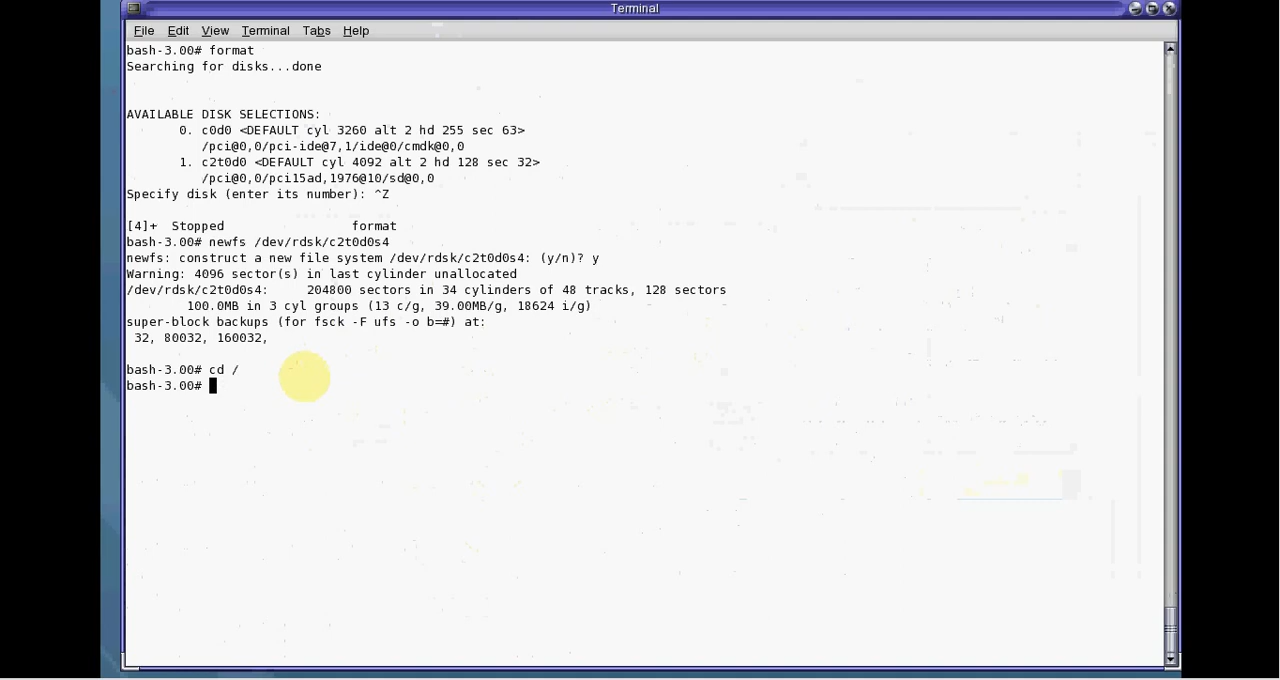 Terminal
File Edit View Terminal Tabs Help
bash-3.00# format
Searching for disks...done
AVAILABLE DISK SELECTIONS:
0. c0d0 <DEFAULT cyl 3260 alt 2 hd 255 sec 63>
/pci@0,0/pci-ide@7,1/ide@0/cmdk@0,0
1. c2t0d0 <DEFAULT cyl 4092 alt 2 hd 128 sec 32>
/pci@0,0/pci15ad,1976@10/sd@0,0
Specify disk (enter its number): ^Z
[4]+  Stopped                 format
bash-3.00# newfs /dev/rdsk/c2t0d0s4
newfs: construct a new file system /dev/rdsk/c2t0d0s4: (y/n)? y
Warning: 4096 sector(s) in last cylinder unallocated
/dev/rdsk/c2t0d0s4:     204800 sectors in 34 cylinders of 48 tracks, 128 sectors
100.0MB in 3 cyl groups (13 c/g, 39.00MB/g, 18624 i/g)
super-block backups (for fsck -F ufs -o b=#) at:
32, 80032, 160032,
bash-3.00# cd /
bash-3.00#